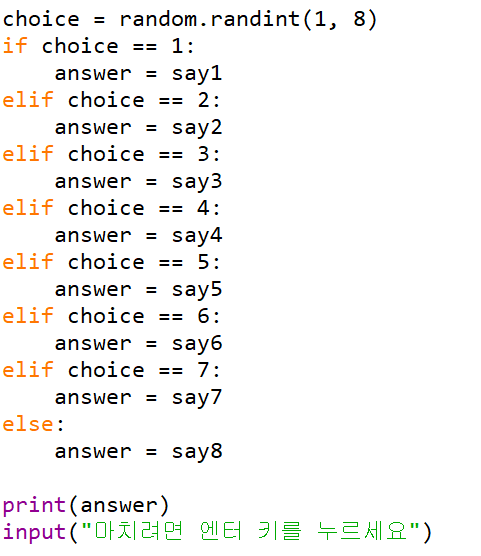 choice = random.randint(1, 8)
if choice == 1:
    answer = say1
elif choice == 2:
    answer = say2
elif choice == 3:
    answer = say3
elif choice == 4:
    answer = say4
elif choice == 5:
    answer = say5
elif choice == 6:
    answer = say6
elif choice == 7:
    answer = say7
else:
    answer = say8

print(answer)
input("마치려면 엔터 키를 누르세요")